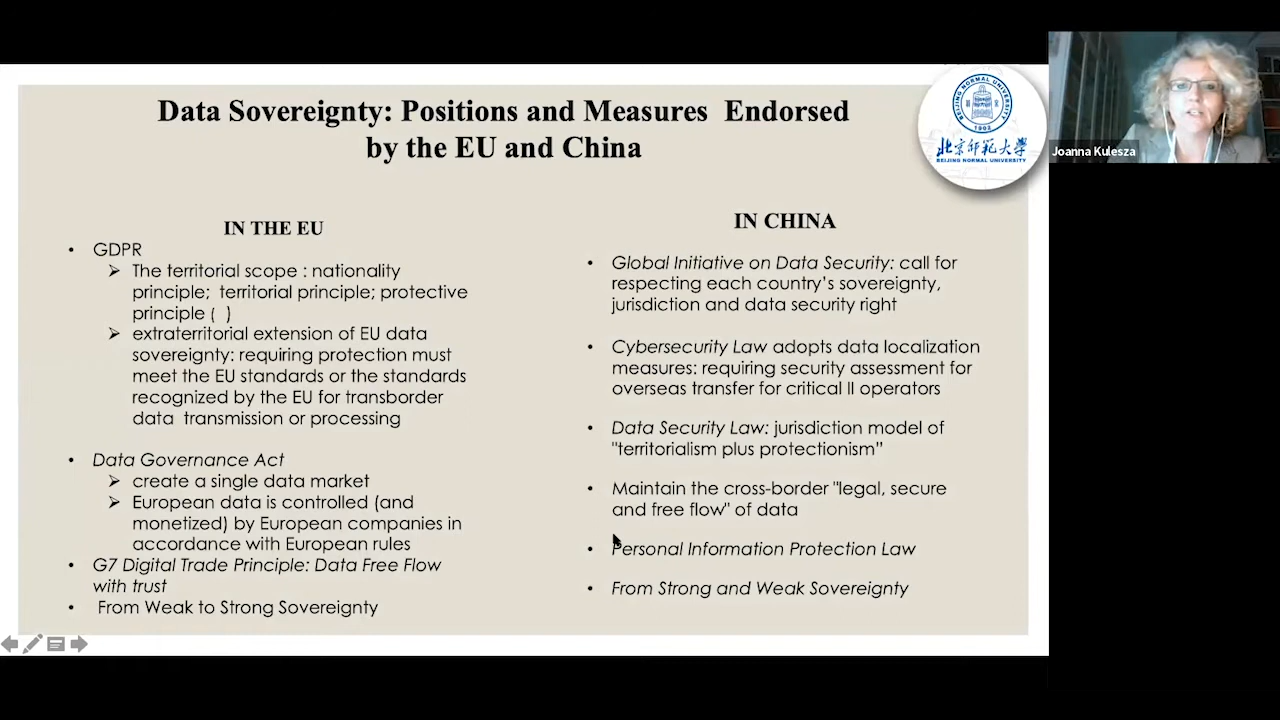 Data Sovereignty: Positions and Measures Endorsed
by the EU and China
BEIJING NORMAL UNIVERSITY
1902
北京师范大学
BEIJING NORMAL UNIVERSITY
Joanna Kulesza
IN THE EU
• GDPR
➢ The territorial scope : nationality
principle; territorial principle; protective
principle ( )
➢ extraterritorial extension of EU data
sovereignty: requiring protection must
meet the EU standards or the standards
recognized by the EU for transborder
data transmission or processing
• Data Governance Act
➢ create a single data market
➢ European data is controlled (and
monetized) by European companies in
accordance with European rules
• G7 Digital Trade Principle: Data Free Flow
with trust
• From Weak to Strong Sovereignty
IN CHINA
• Global Initiative on Data Security: call for
respecting each country's sovereignty,
jurisdiction and data security right
• Cybersecurity Law adopts data localization
measures: requiring security assessment for
overseas transfer for critical II operators
• Data Security Law: jurisdiction model of
"territorialism plus protectionism”
• Maintain the cross-border "legal, secure
and free flow" of data
• Personal Information Protection Law
• From Strong and Weak Sovereignty